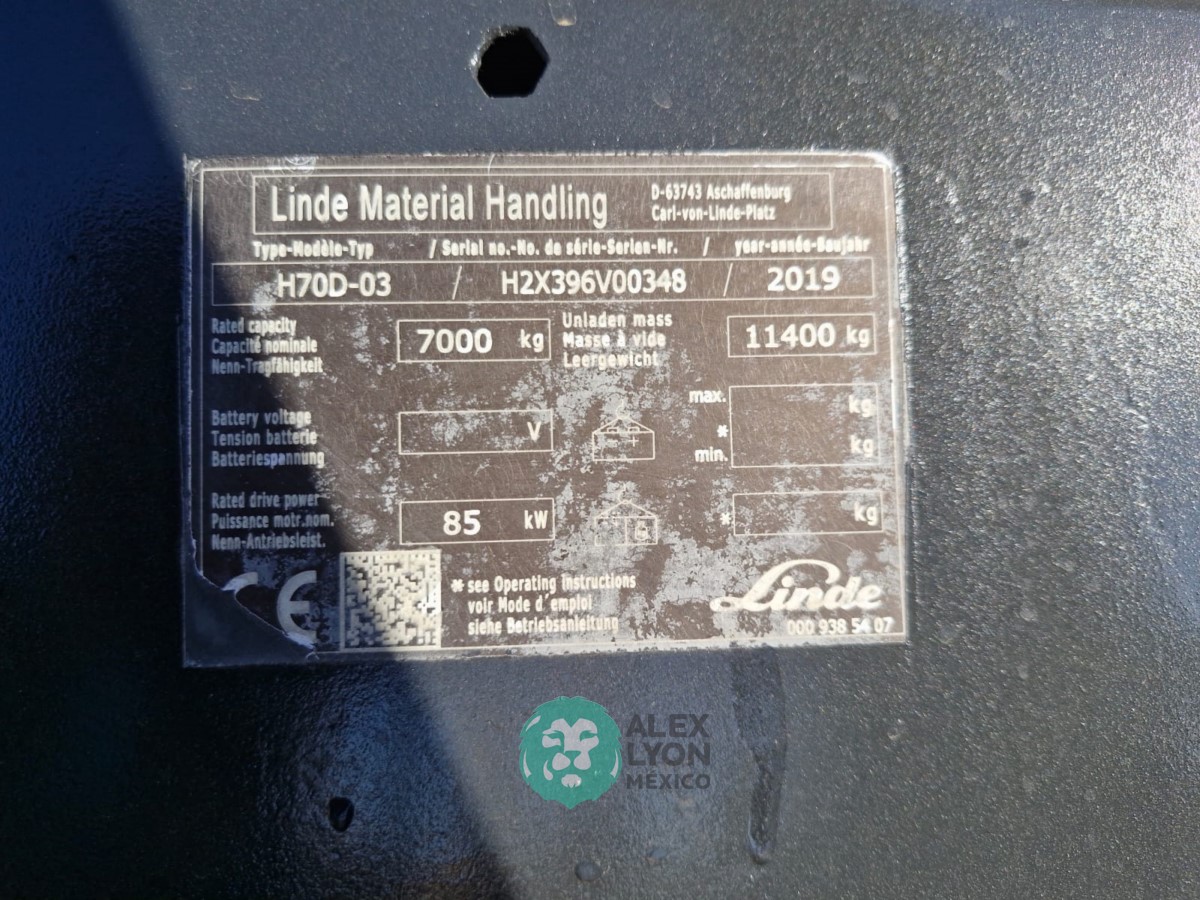 Linde Material Handling
D-63743 Aschaffenburg
Carl-von-Linde-Platz
Type-Modèle-Typ / Serial no.-No. de série-Serien-Nr. / year-année-Baujahr
H70D-03 / H2X396V00348 / 2019
Rated capacity
Capacité nominale
Nenn-Tragfähigkeit
7000 kg
Unladen mass
Masse à vide
Leergewicht
11400 kg
Battery voltage
Tension batterie
Batteriespannung
V
max. kg
*
min. kg
Rated drive power
Puissance motr.nom.
Nenn-Antriebsleist.
85 kW
* kg
CE
* see Operating instructions
voir Mode d'emploi
siehe Betriebsanleitung
Linde
000 938 54 07
ALEX
LYON
MÉXICO